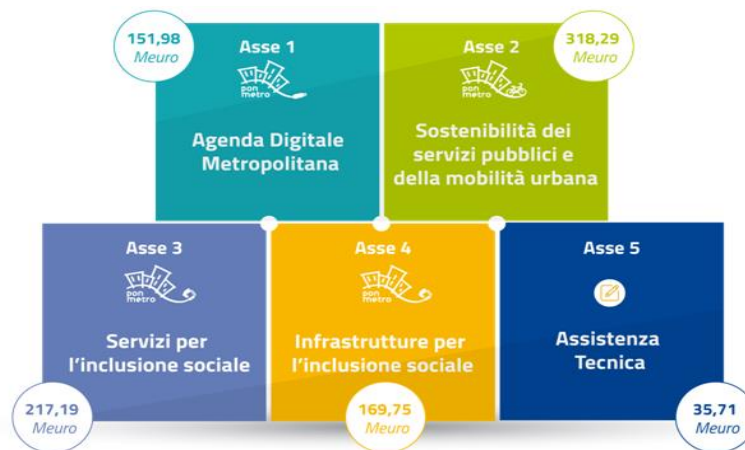 151,98
Meuro
Asse 1
pon
metro
Agenda Digitale
Metropolitana
Asse 2
318,29
Meuro
pon
metro
Sostenibilità dei
servizi pubblici e
della mobilità urbana
Asse 3
pon
metro
Servizi per
l'inclusione sociale
217,19
Meuro
Asse 4
pon
metro
Infrastrutture per
l'inclusione sociale
169,75
Meuro
Asse 5
Assistenza
Tecnica
35,71
Meuro